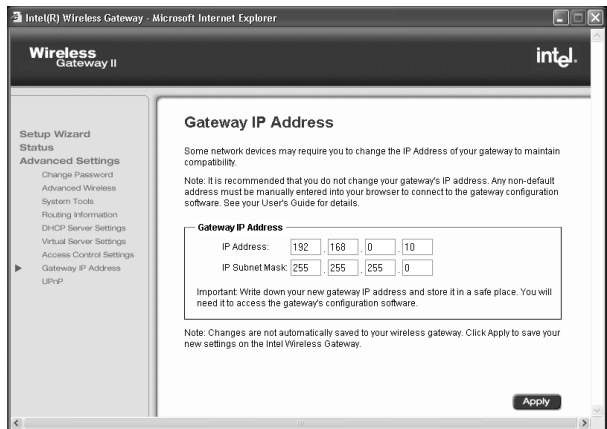 Intel(R) Wireless Gateway - Microsoft Internet Explorer
Wireless
Gateway II
intel.
Setup Wizard
Status
Advanced Settings
Change Password
Advanced Wireless
System Tools
Routing Information
DHCP Server Settings
Virtual Server Settings
Access Control Settings
Gateway IP Address
UPnP
Gateway IP Address
Some network devices may require you to change the IP Address of your gateway to maintain
compatibility.
Note: It is recommended that you do not change your gateway's IP address. Any non-default
address must be manually entered into your browser to connect to the gateway configuration
software. See your User's Guide for details.
Gateway IP Address
IP Address: 192 . 168 . 0 . 10
IP Subnet Mask: 255 . 255 . 255 . 0
Important: Write down your new gateway IP address and store it in a safe place. You will
need it to access the gateway's configuration software.
Note: Changes are not automatically saved to your wireless gateway. Click Apply to save your
new settings on the Intel Wireless Gateway.
Apply